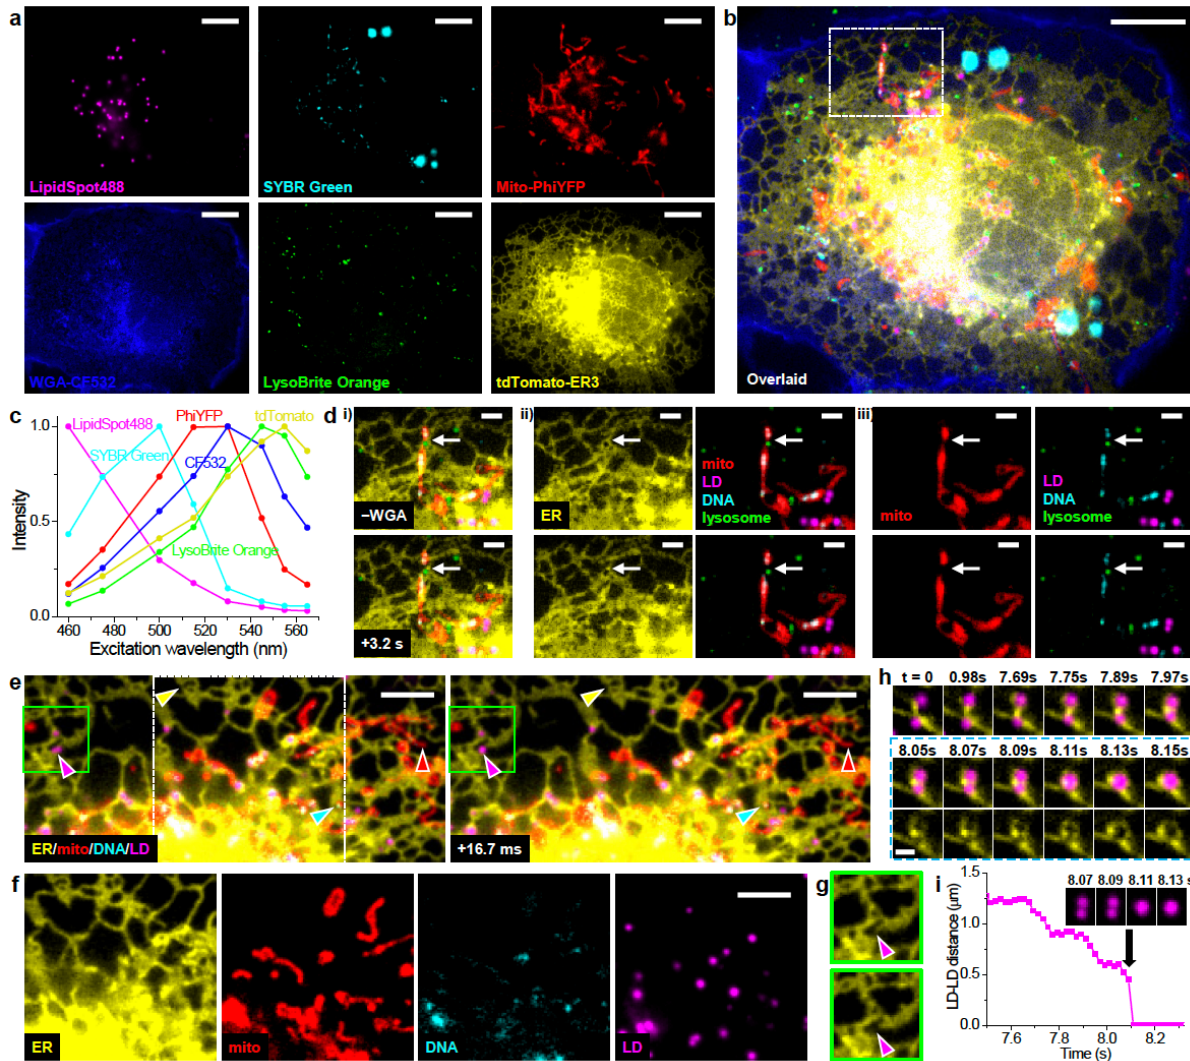 a
LipidSpot488
SYBR Green
Mito-PhiYFP
WGA-CF532
LysoBrite Orange
tdTomato-ER3
b
Overlaid
c
LipidSpot488
PhiYFP
tdTomato
SYBR Green
CF532
LysoBrite Orange
Intensity
1.0
0.5
0.0
460 480 500 520 540 560
Excitation wavelength (nm)
d i) ii) iii)
–WGA
ER
mito
LD
DNA
lysosome
mito
LD
DNA
lysosome
+3.2 s
e
ER/mito/DNA/LD
+16.7 ms
f
ER
mito
DNA
LD
g
h
t = 0 0.98s 7.69s 7.75s 7.89s 7.97s
8.05s 8.07s 8.09s 8.11s 8.13s 8.15s
i
8.07 8.09 8.11 8.13 s
LD-LD distance (μm)
1.5
1.0
0.5
0.0
7.6 7.8 8.0 8.2
Time (s)